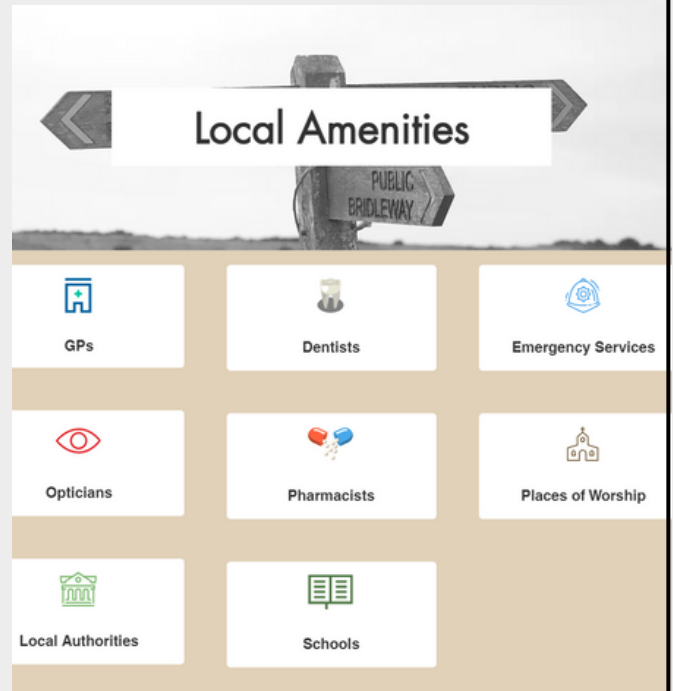 Local Amenities
PUBLIC
BRIDLEWAY
GPs
Dentists
Emergency Services
Opticians
Pharmacists
Places of Worship
Local Authorities
Schools